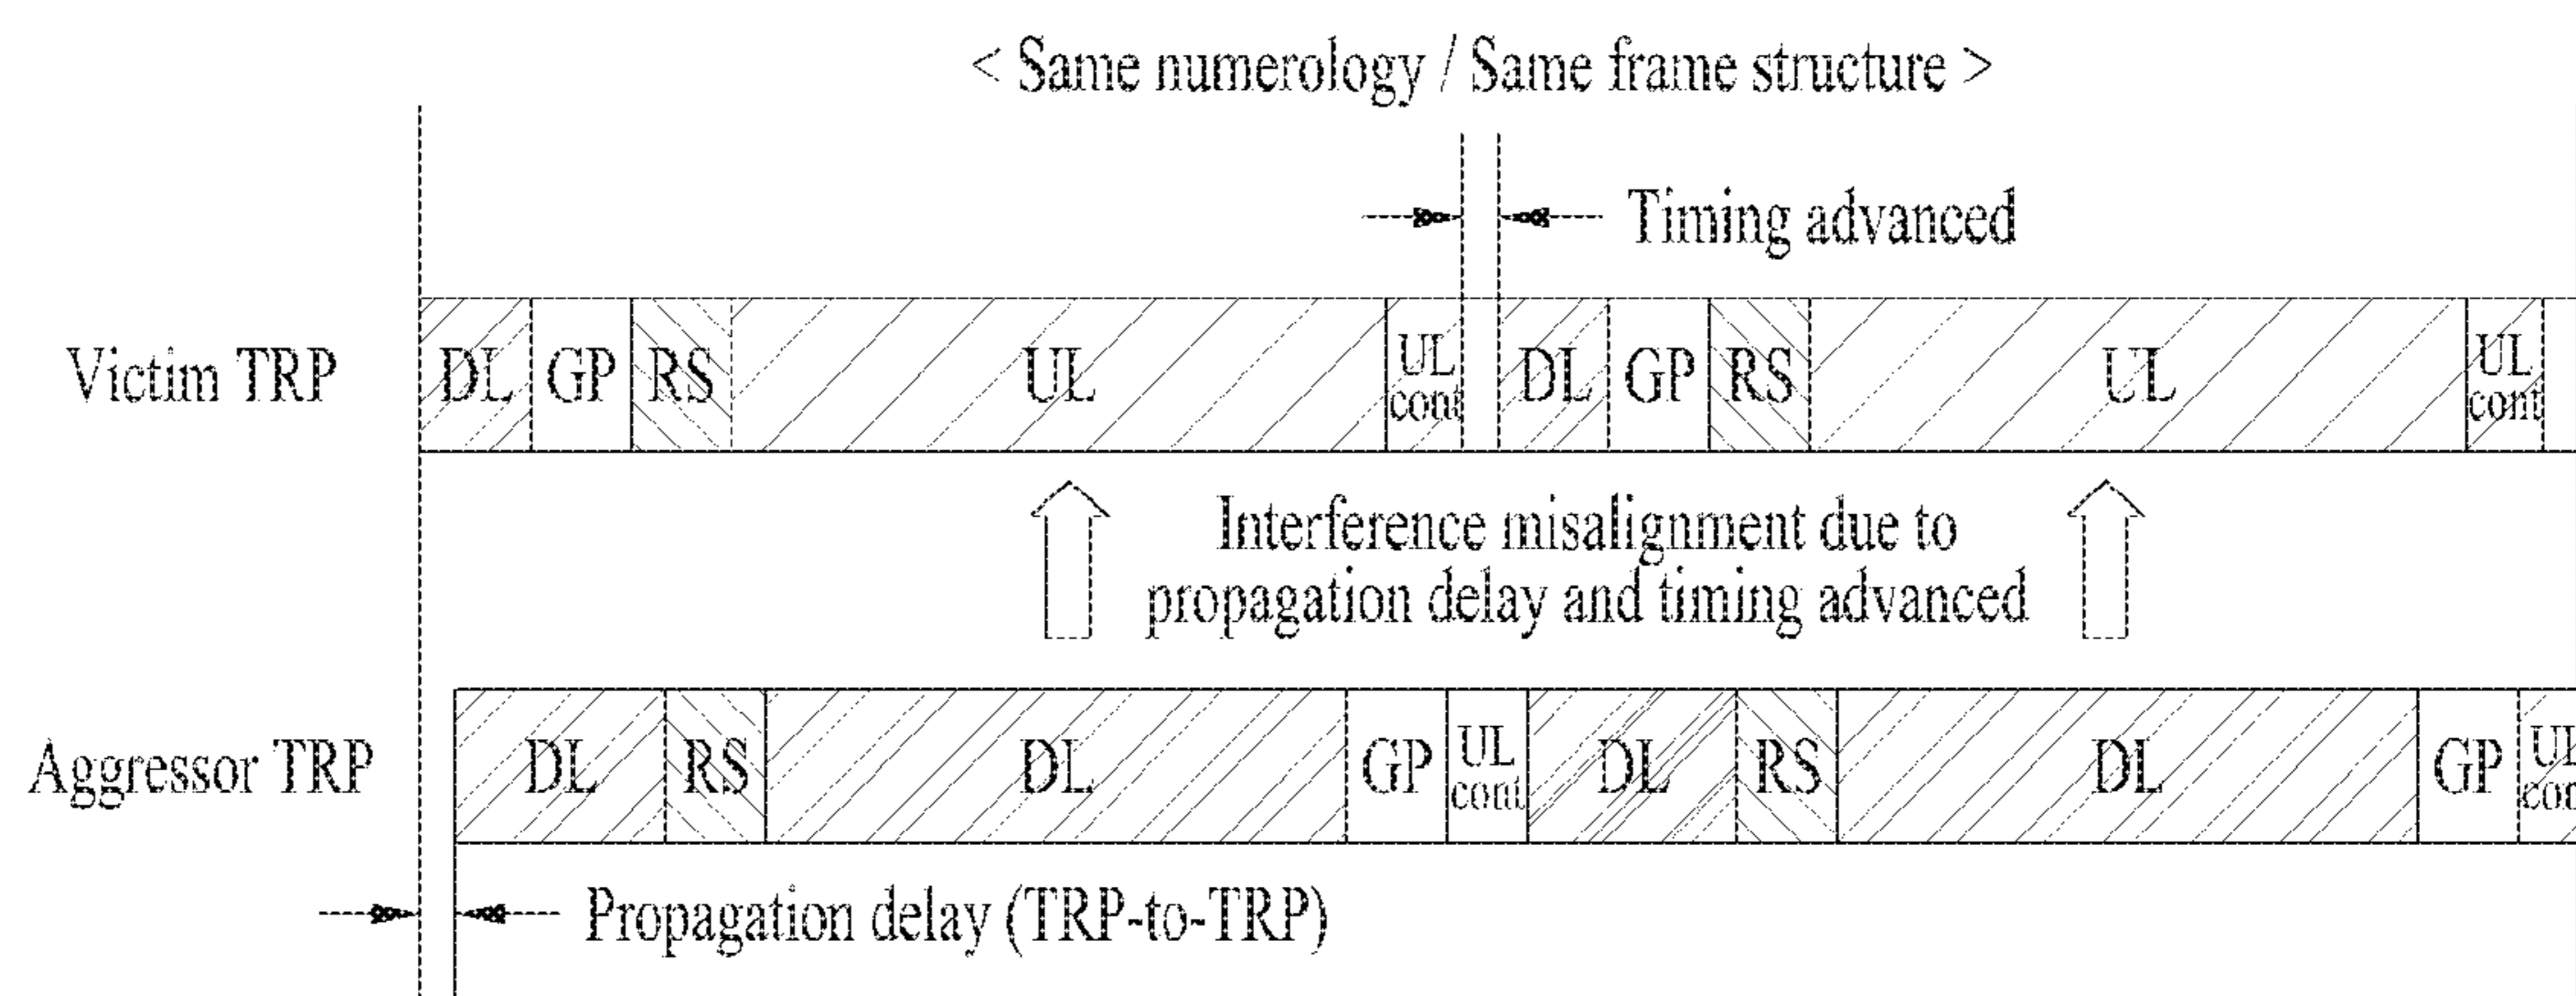 < Same numerology / Same frame structure >
Timing advanced
Victim TRP DL GP RS UL UL cont DL GP RS UL UL cont
Interference misalignment due to
propagation delay and timing advanced
Aggressor TRP DL RS DL GP UL cont DL RS DL GP
Propagation delay (TRP-to-TRP)